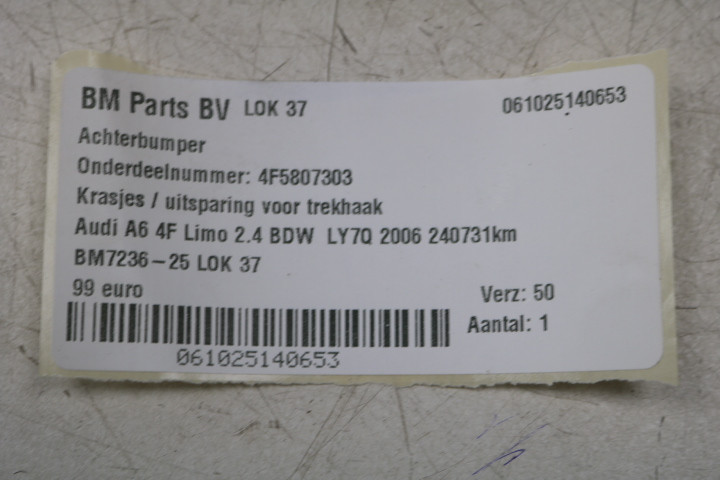 BM Parts BV LOK 37 061025140653
Achterbumper
Onderdeelnummer: 4F5807303
Krasjes / uitsparing voor trekhaak
Audi A6 4F Limo 2.4 BDW LY7Q 2006 240731km
BM7236-25 LOK 37
99 euro Verz: 50
Aantal: 1
061025140653